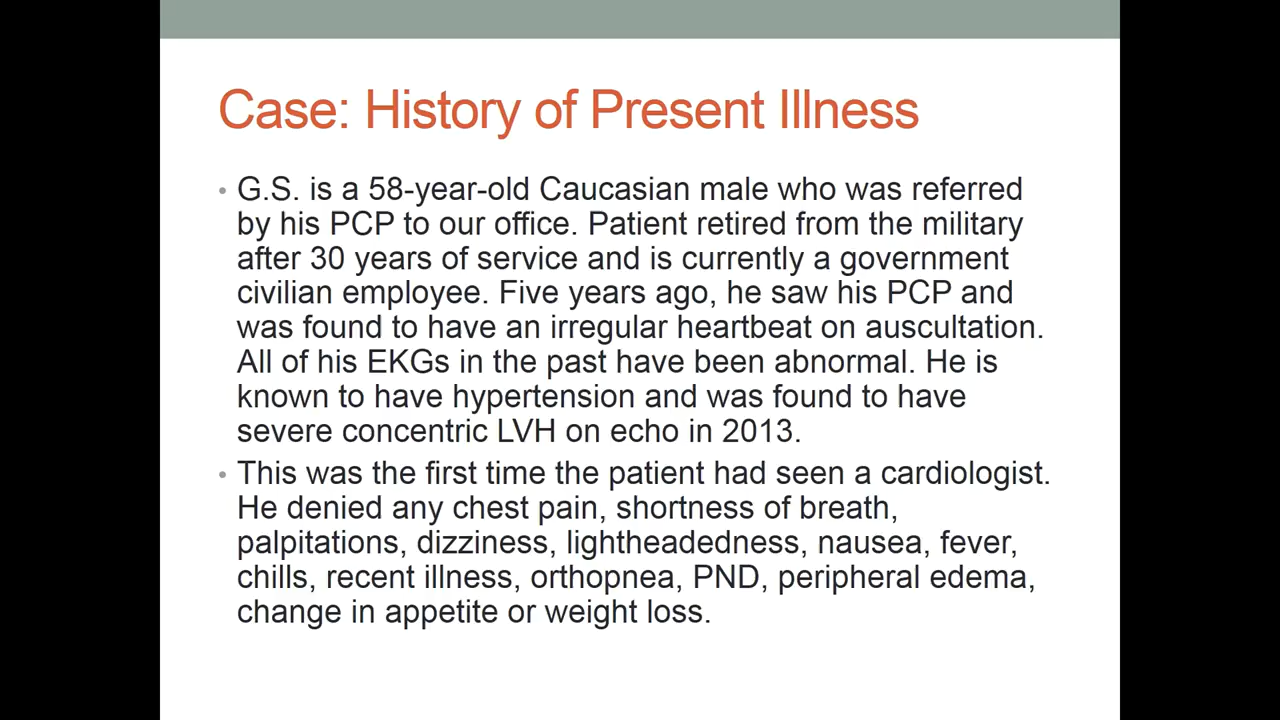 Case: History of Present Illness
• G.S. is a 58-year-old Caucasian male who was referred
by his PCP to our office. Patient retired from the military
after 30 years of service and is currently a government
civilian employee. Five years ago, he saw his PCP and
was found to have an irregular heartbeat on auscultation.
All of his EKGs in the past have been abnormal. He is
known to have hypertension and was found to have
severe concentric LVH on echo in 2013.
• This was the first time the patient had seen a cardiologist.
He denied any chest pain, shortness of breath,
palpitations, dizziness, lightheadedness, nausea, fever,
chills, recent illness, orthopnea, PND, peripheral edema,
change in appetite or weight loss.